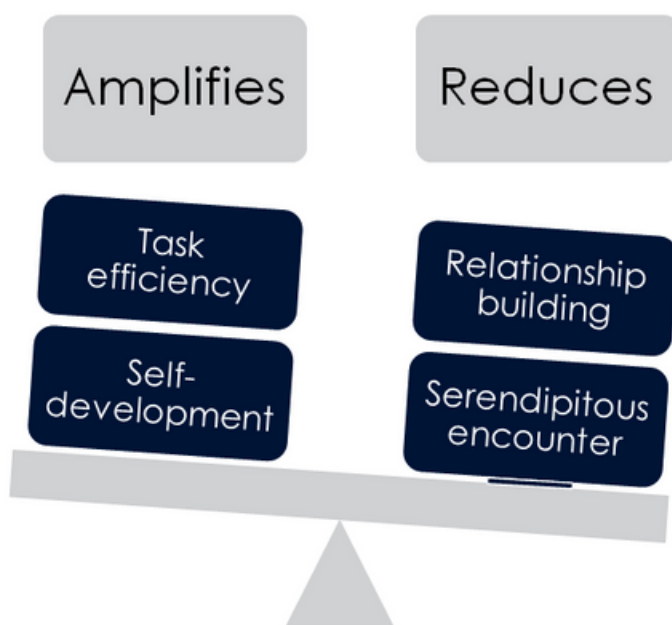 Amplifies
Reduces
Task
efficiency
Relationship
building
Self-
development
Serendipitous
encounter